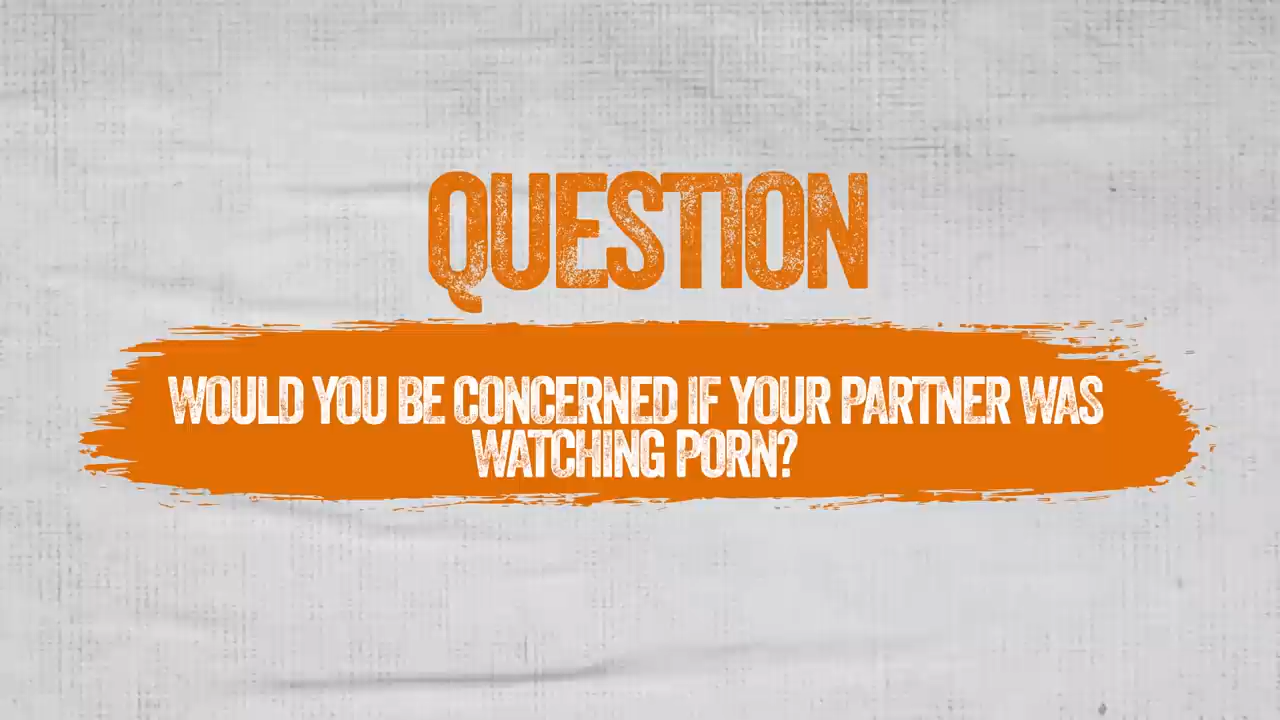 QUESTION
WOULD YOU BE CONCERNED IF YOUR PARTNER WAS
WATCHING PORN?